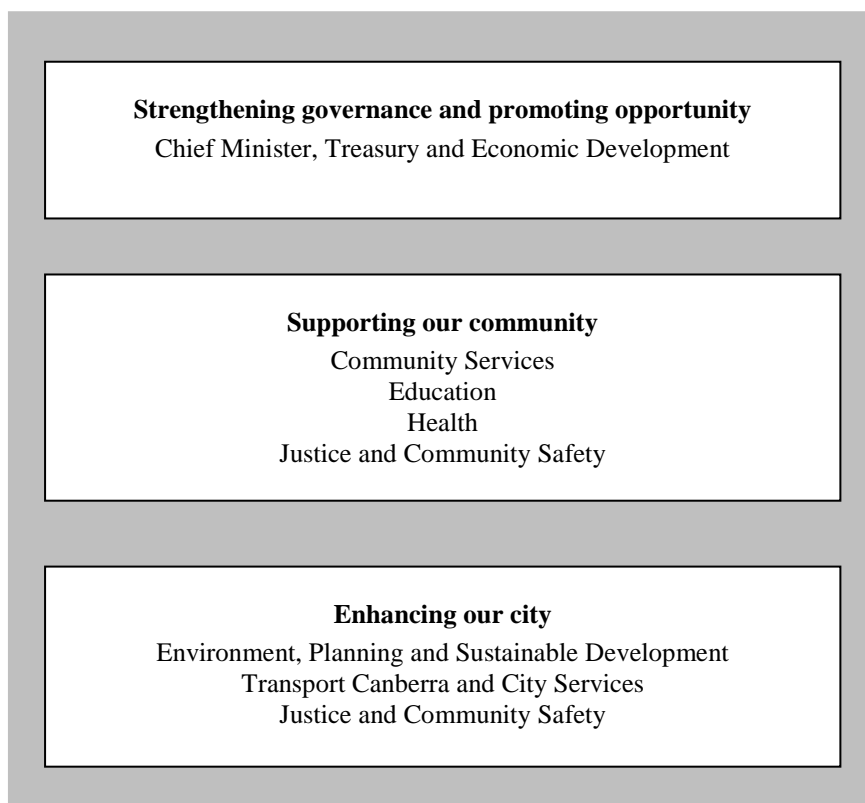 Strengthening governance and promoting opportunity
Chief Minister, Treasury and Economic Development
Supporting our community
Community Services
Education
Health
Justice and Community Safety
Enhancing our city
Environment, Planning and Sustainable Development
Transport Canberra and City Services
Justice and Community Safety